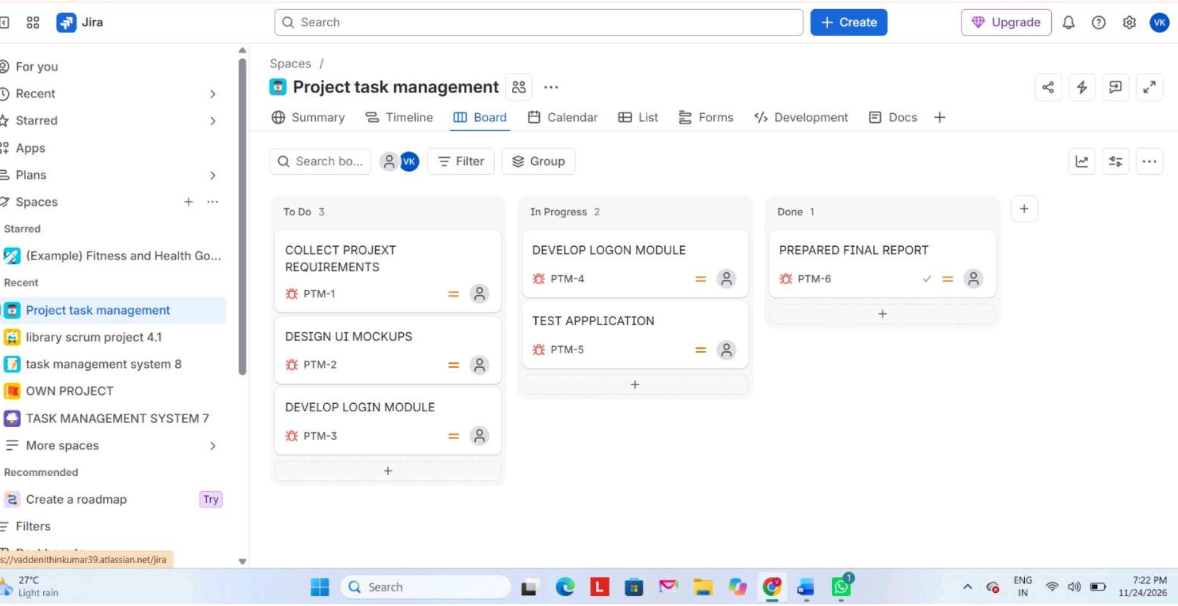 Jira
Search
+ Create
Upgrade
VK
For you
Recent
Starred
Apps
Plans
Spaces
Starred
(Example) Fitness and Health Go...
Recent
Project task management
library scrum project 4.1
task management system 8
OWN PROJECT
TASK MANAGEMENT SYSTEM 7
More spaces
Recommended
Create a roadmap Try
Filters
s://vaddenithinkumar39.atlassian.net/jira
Spaces /
Project task management
Summary Timeline Board Calendar List Forms Development Docs
Search bo... VK Filter Group
To Do 3
COLLECT PROJEXT
REQUIREMENTS
PTM-1
DESIGN UI MOCKUPS
PTM-2
DEVELOP LOGIN MODULE
PTM-3
In Progress 2
DEVELOP LOGON MODULE
PTM-4
TEST APPPLICATION
PTM-5
Done 1
PREPARED FINAL REPORT
PTM-6
27°C
Light rain
Search
L
1
ENG
IN
7:22 PM
11/24/2026